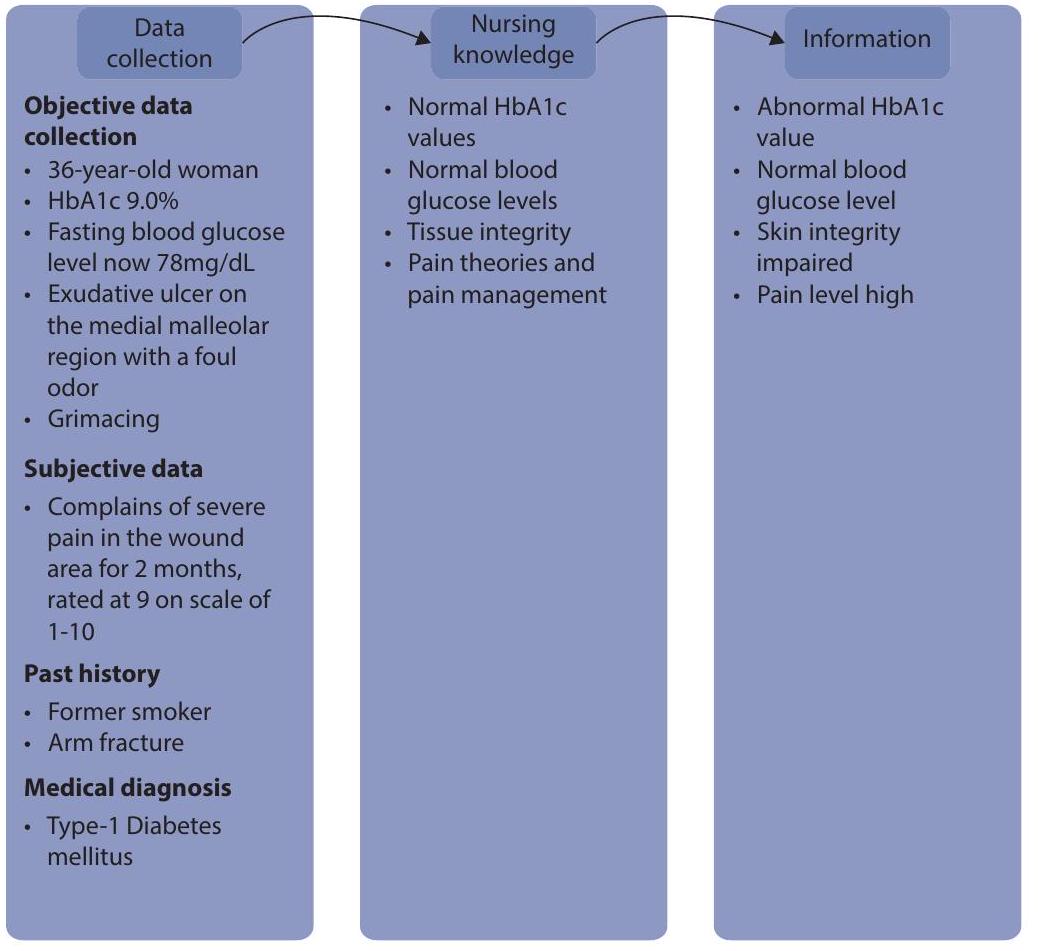 Data
collection
Objective data
collection
• 36-year-old woman
• HbA1c 9.0%
• Fasting blood glucose
level now 78mg/dL
• Exudative ulcer on
the medial malleolar
region with a foul
odor
• Grimacing
Subjective data
• Complains of severe
pain in the wound
area for 2 months,
rated at 9 on scale of
1-10
Past history
• Former smoker
• Arm fracture
Medical diagnosis
• Type-1 Diabetes
mellitus
Nursing
knowledge
• Normal HbA1c
values
• Normal blood
glucose levels
• Tissue integrity
• Pain theories and
pain management
Information
• Abnormal HbA1c
value
• Normal blood
glucose level
• Skin integrity
impaired
• Pain level high